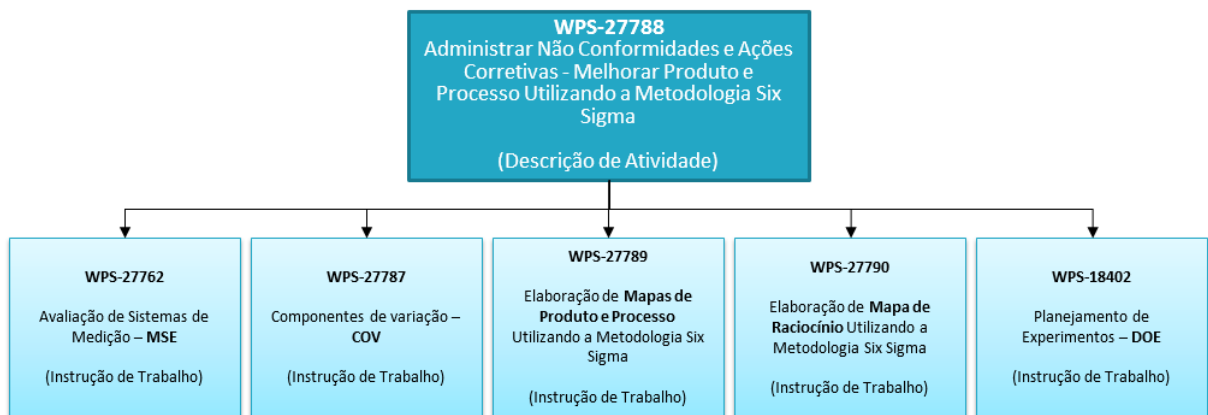 WPS-27788
Administrar Não Conformidades e Ações
Corretivas - Melhorar Produto e
Processo Utilizando a Metodologia Six
Sigma
(Descrição de Atividade)
WPS-27762
Avaliação de Sistemas de
Medição – MSE
(Instrução de Trabalho)
WPS-27787
Componentes de variação –
COV
(Instrução de Trabalho)
WPS-27789
Elaboração de Mapas de
Produto e Processo
Utilizando a Metodologia Six
Sigma
(Instrução de Trabalho)
WPS-27790
Elaboração de Mapa de
Raciocínio Utilizando a
Metodologia Six Sigma
(Instrução de Trabalho)
WPS-18402
Planejamento de
Experimentos – DOE
(Instrução de Trabalho)